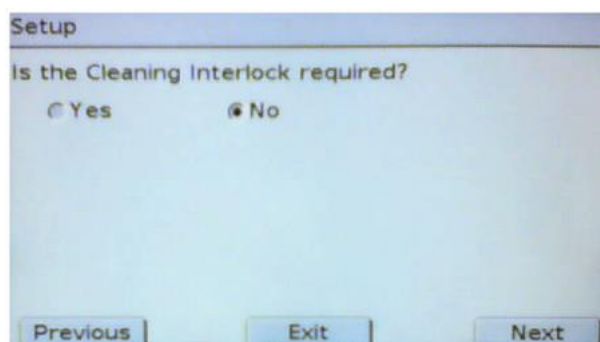 Setup
Is the Cleaning Interlock required?
Yes No
Previous Exit Next